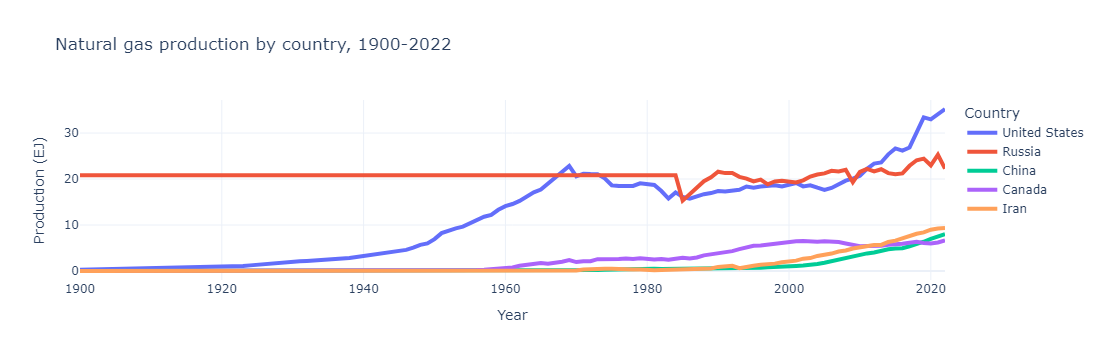 Natural gas production by country, 1900-2022
Production (EJ)
30
20
10
0
1900
1920
1940
1960
1980
2000
2020
Year
Country
United States
Russia
China
Canada
Iran